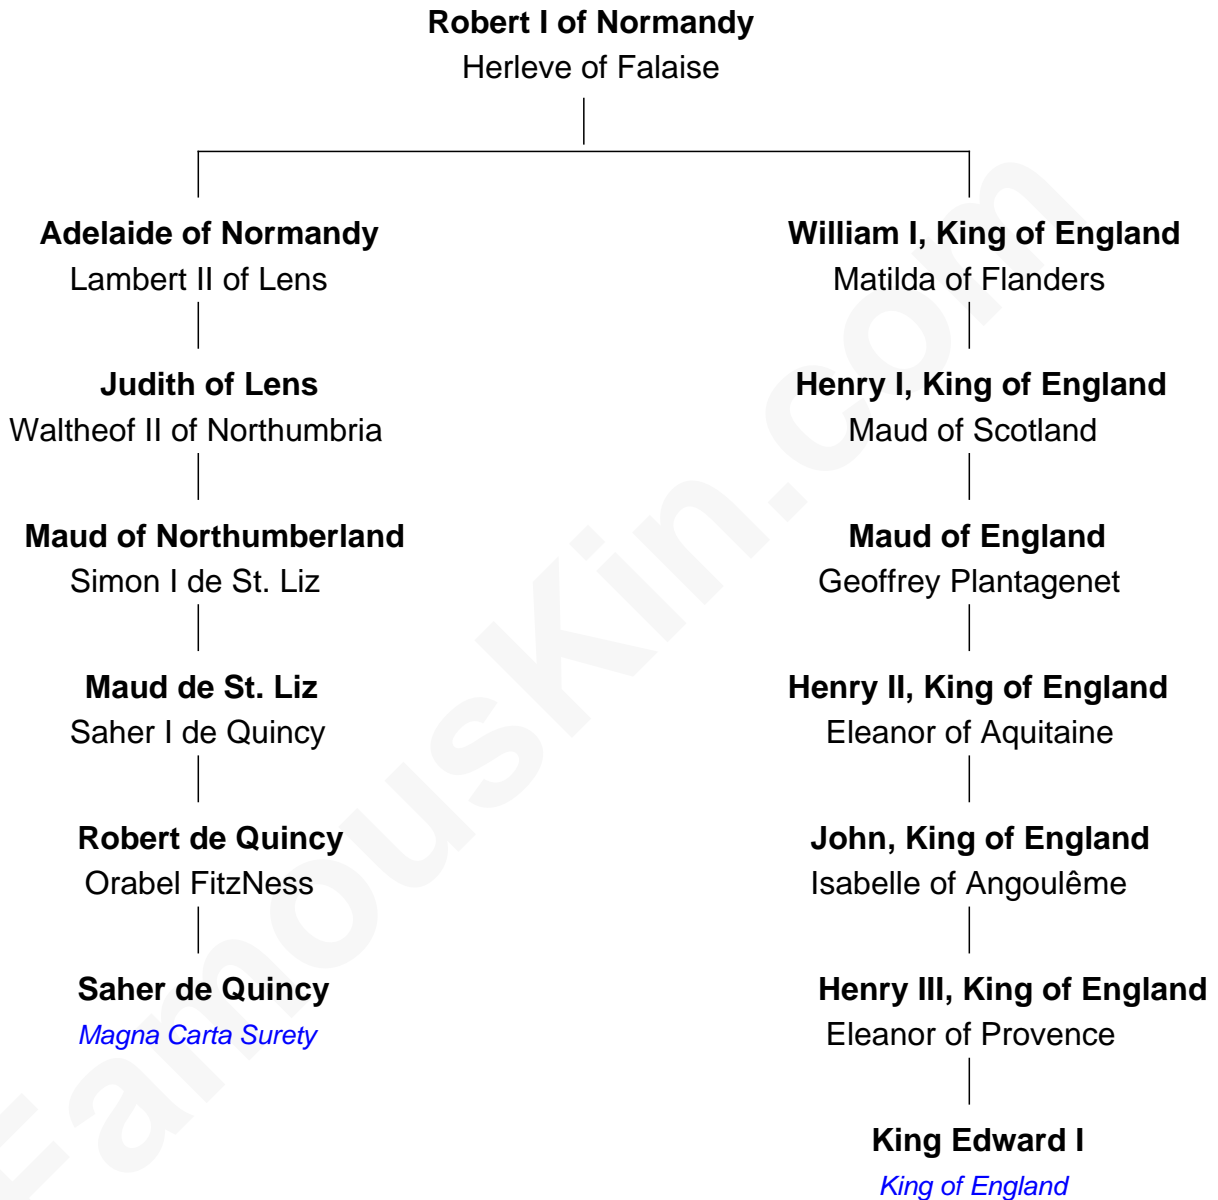 Robert I of Normandy
Herleve of Falaise
Adelaide of Normandy
Lambert II of Lens
William I, King of England
Matilda of Flanders
Judith of Lens
Waltheof II of Northumbria
Henry I, King of England
Maud of Scotland
Maud of Northumberland
Simon I de St. Liz
Maud of England
Geoffrey Plantagenet
Maud de St. Liz
Saher I de Quincy
Henry II, King of England
Eleanor of Aquitaine
Robert de Quincy
Orabel FitzNess
John, King of England
Isabelle of Angoulême
Saher de Quincy
Magna Carta Surety
Henry III, King of England
Eleanor of Provence
King Edward I
King of England
FamousKin.com